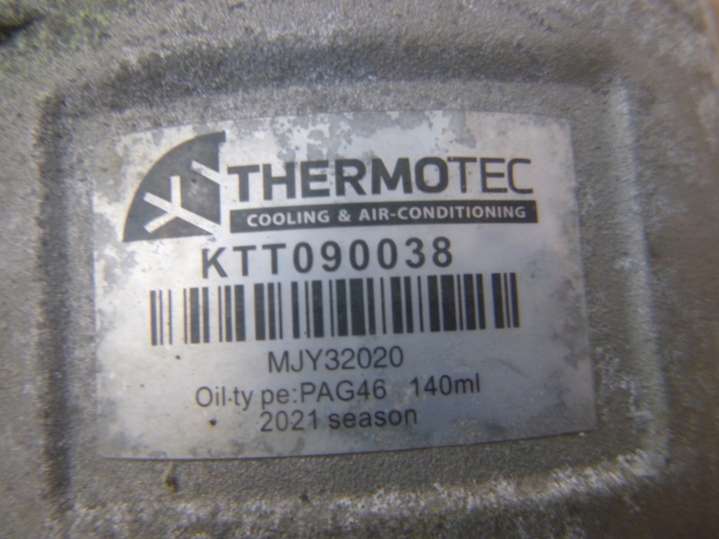 THERMOTEC
COOLING & AIR-CONDITIONING
KTT090038
MJY32020
Oil-ty pe:PAG46 140ml
2021 season